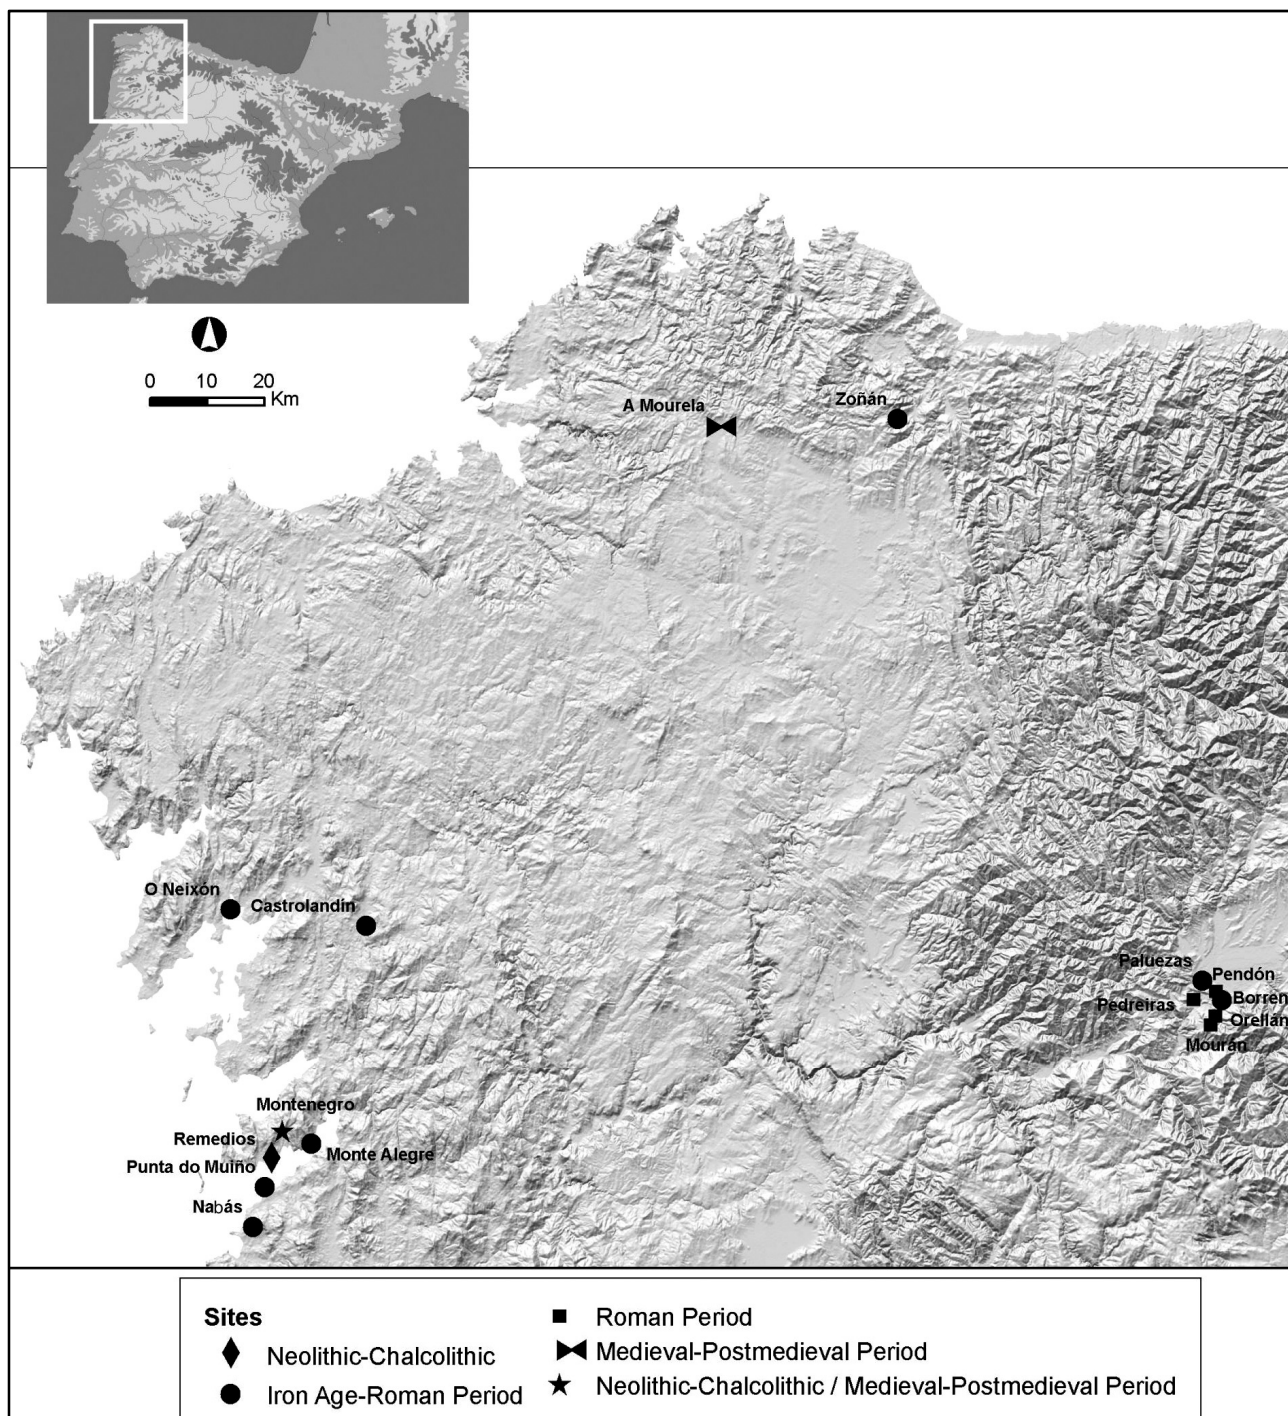 0 10 20
Km
A Mourela
Zoñán
O Neixón
Castrolandín
Paluezas
Pendón
Pedreiras
Borren
Orellán
Mourán
Montenegro
Remedios
Monte Alegre
Punta do Muiño
Nabás
Sites
Neolithic-Chalcolithic
Iron Age-Roman Period
Roman Period
Medieval-Postmedieval Period
Neolithic-Chalcolithic / Medieval-Postmedieval Period